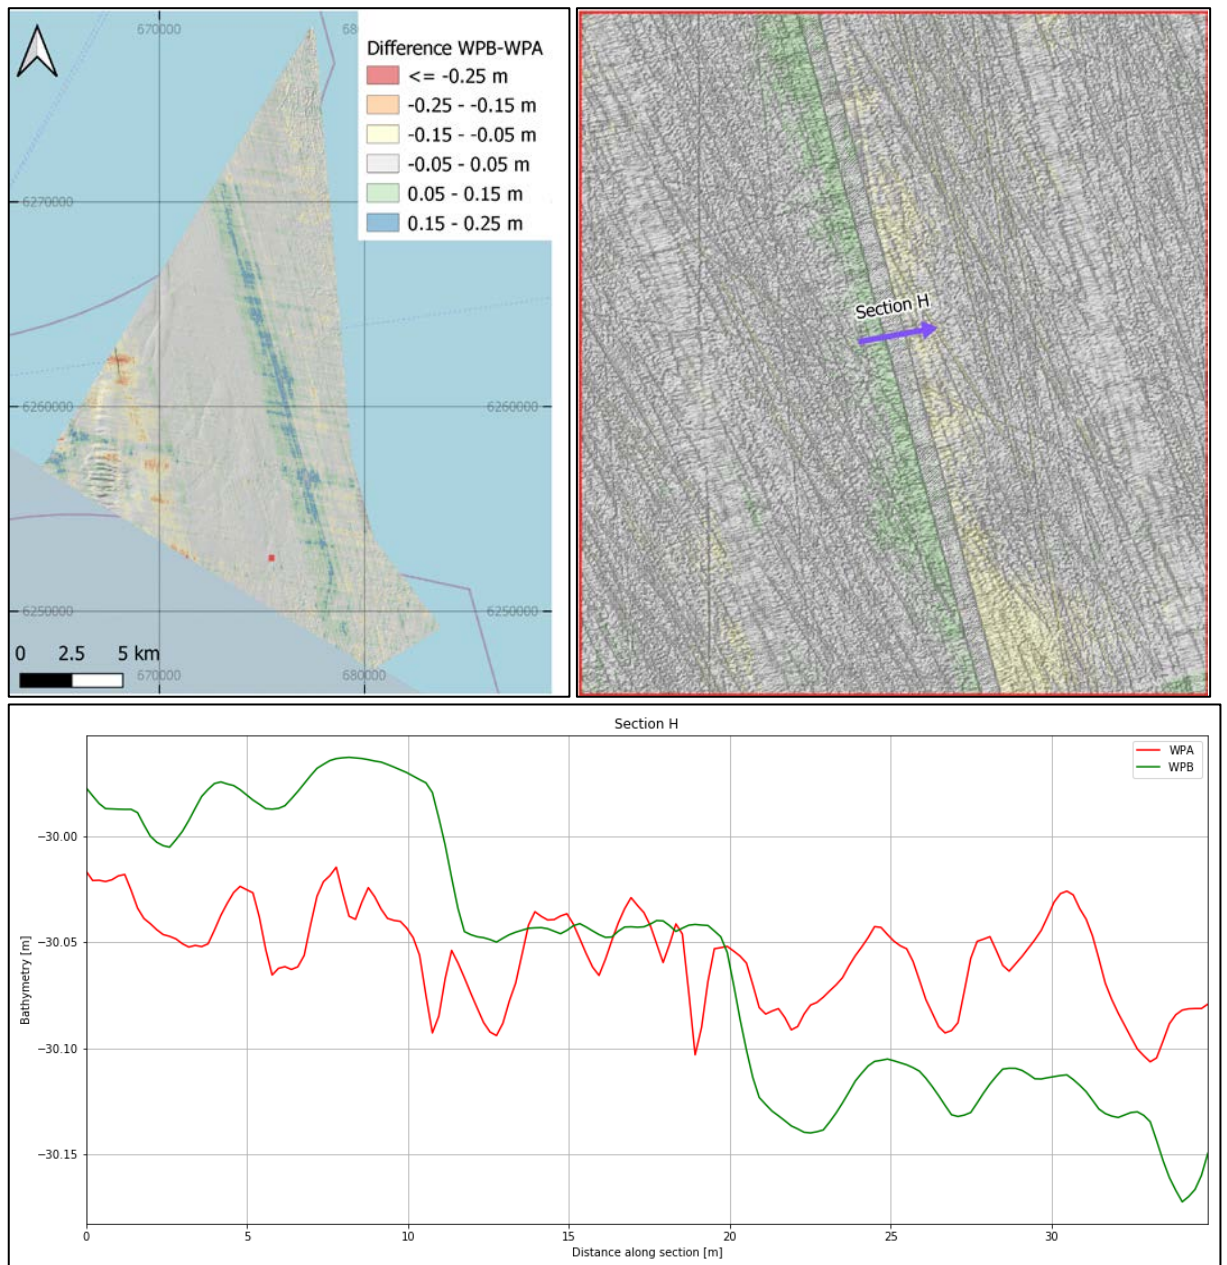 670000
68
Difference WPB-WPA
<= -0.25 m
-0.25 - -0.15 m
-0.15 - -0.05 m
-0.05 - 0.05 m
0.05 - 0.15 m
0.15 - 0.25 m
6270000
6260000
6260000
6250000
6250000
0 2.5 5 km
670000
680000
Section H
Section H
WPA
WPB
−30.00
−30.05
−30.10
−30.15
Bathymetry [m]
0 5 10 15 20 25 30
Distance along section [m]